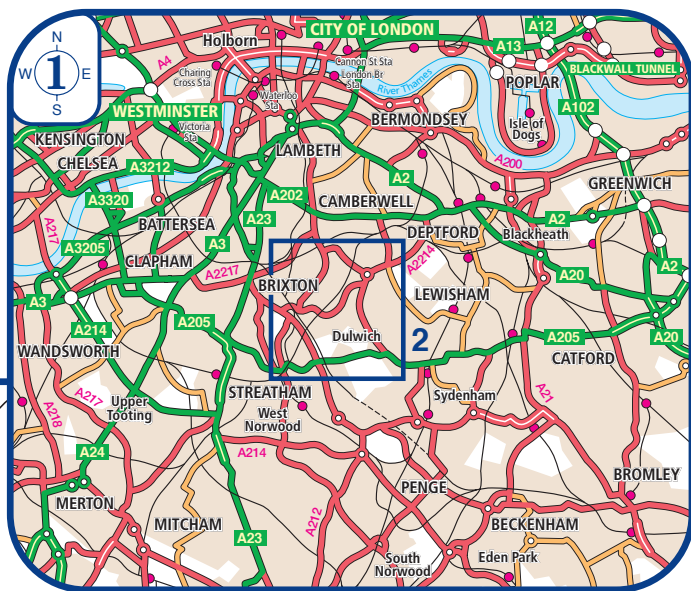 N
W 1 E
S
CITY OF LONDON
A12
A13
Holborn
A4
Cannon St Sta
London Br
Sta
Charing
Cross Sta
River Thames
POPLAR
BLACKWALL TUNNEL
Waterloo
Sta
A102
WESTMINSTER
BERMONDSEY
Isle of
Dogs
Victoria
Sta
KENSINGTON
LAMBETH
CHELSEA
A3212
A200
A2
GREENWICH
A3320
A202
CAMBERWELL
A217
BATTERSEA
A23
A2
DEPTFORD
Blackheath
A3205
A3
CLAPHAM
A2214
A2
A2217
A20
BRIXTON
LEWISHAM
A3
A205
A214
Dulwich
2
A205
A20
WANDSWORTH
CATFORD
STREATHAM
A217
Upper
Tooting
Sydenham
A21
A218
West
Norwood
A24
A214
BROMLEY
PENGE
MERTON
A212
MITCHAM
BECKENHAM
A23
South
Norwood
Eden Park